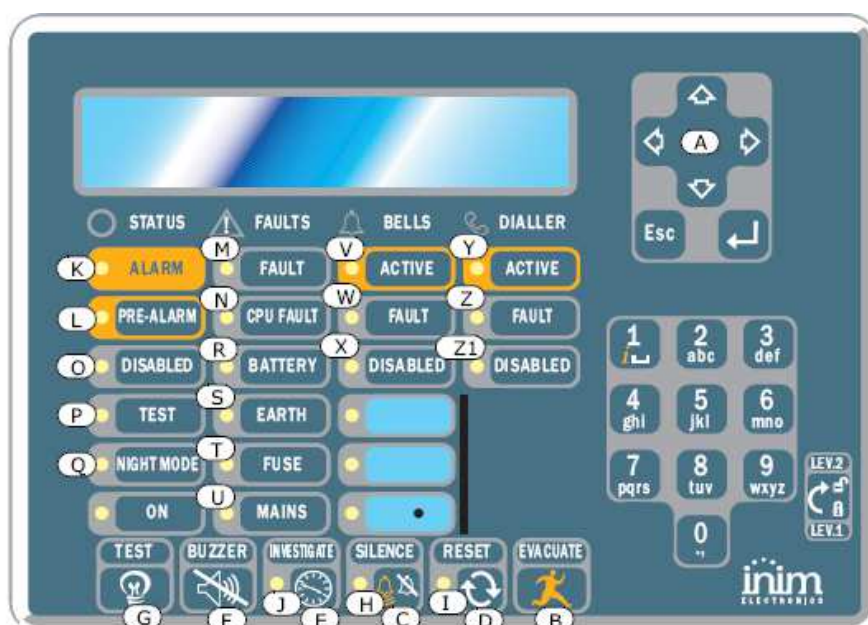 A
STATUS FAULTS BELLS DIALLER
Esc
K ALARM M FAULT V ACTIVE Y ACTIVE
L PRE-ALARM N CPU FAULT W FAULT Z FAULT
O DISABLED R BATTERY X DISABLED Z1 DISABLED
P TEST S EARTH
Q NIGHT MODE T FUSE
ON U MAINS
1 2 abc 3 def
4 ghi 5 jkl 6 mno
7 pqrs 8 tuv 9 wxyz
0
LEV.2
LEV.1
TEST BUZZER INVESTIGATE SILENCE RESET EVACUATE
J H I
G F E C D B
inim
ELECTRONICS